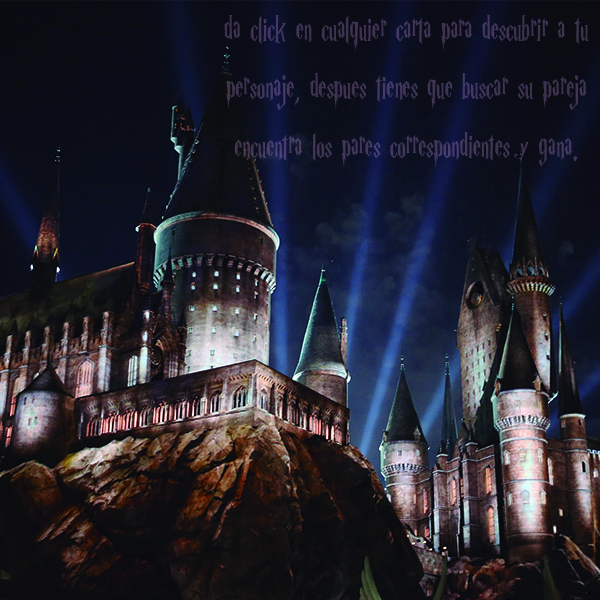 da click en cualquier carta para descubrir a tu
personaje, despues tienes que buscar su pareja
encuentra los pares correspondientes y gana.